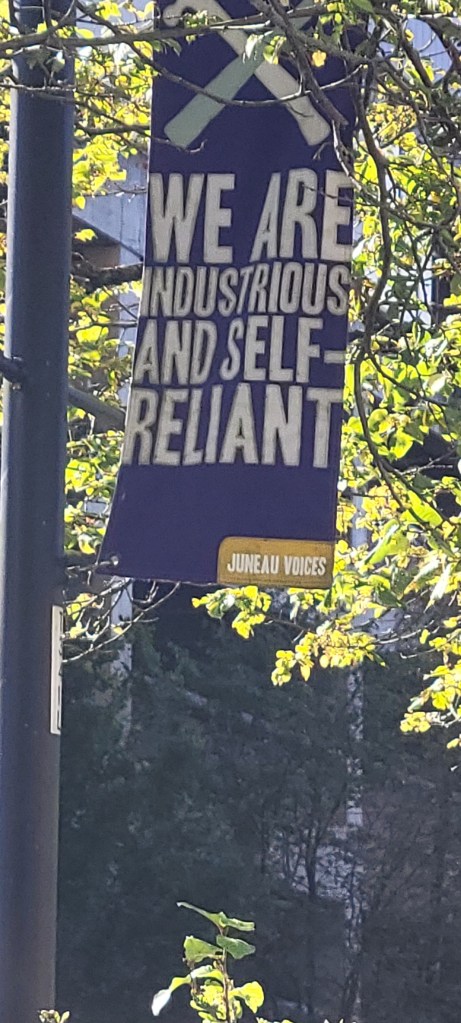 WE ARE
INDUSTRIOUS
AND SELF-
RELIANT
JUNEAU VOICES